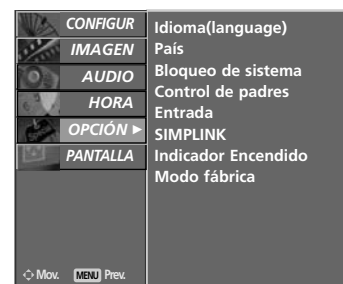 CONFIGUR
IMAGEN
AUDIO
HORA
OPCIÓN ►
PANTALLA
Mov. MENU Prev.
Idioma(language)
País
Bloqueo de sistema
Control de padres
Entrada
SIMPLINK
Indicador Encendido
Modo fábrica